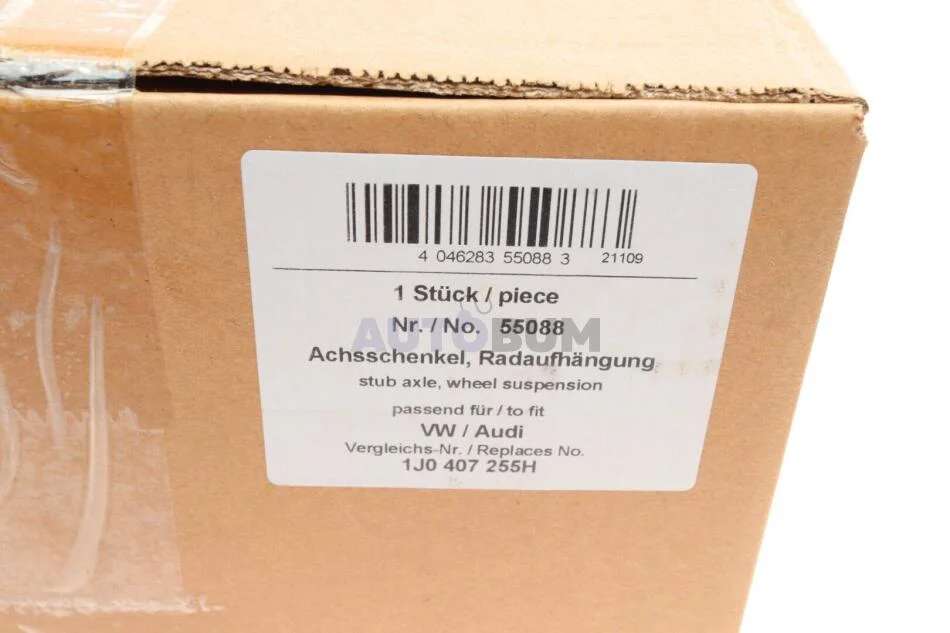 4 046283 55088 3 21109
1 Stück / piece
Nr. / No. 55088
AUTOBUM
Achsschenkel, Radaufhängung
stub axle, wheel suspension
passend für / to fit
VW / Audi
Vergleichs-Nr. / Replaces No.
1J0 407 255H